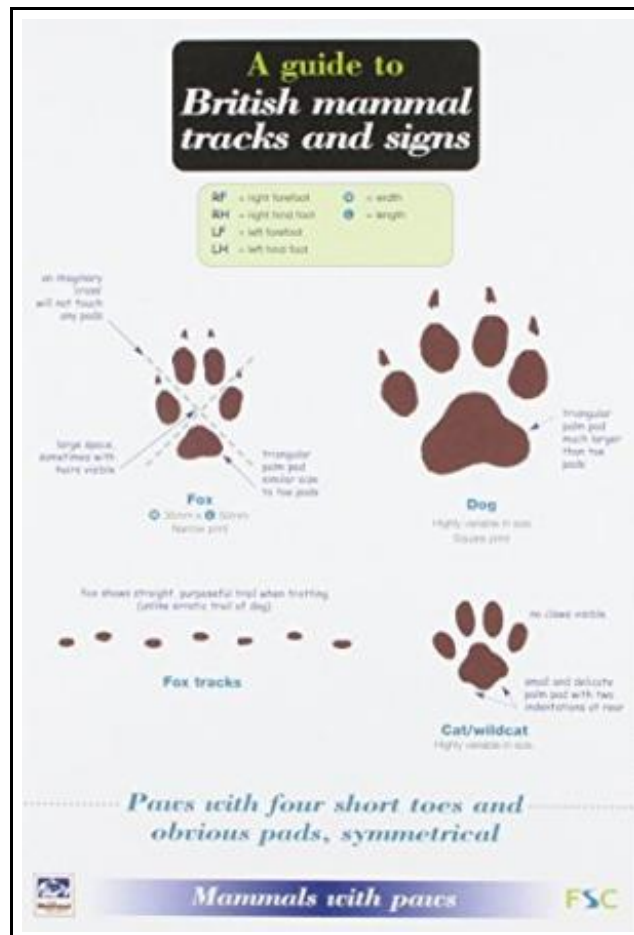 A guide to
British mammal
tracks and signs
RF = right forefoot
RH = right hind foot
LF = left forefoot
LH = left hind foot
= width
= length
an imaginary
cross
will not touch
any pads
large space,
sometimes with
hairs visible
triangular
palm pad
similar size
to toe pads
Fox
Narrow print
triangular
palm pad
much larger
than toe
pads
Dog
Highly variable in size
Square print
fox shows straight, purposeful trail when trotting
(unlike erratic trail of dog)
Fox tracks
no claws visible
small and delicate
palm pad with two
indentations at rear
Cat/wildcat
Highly variable in size
Paws with four short toes and
obvious pads, symmetrical
Mammals with paws
FSC